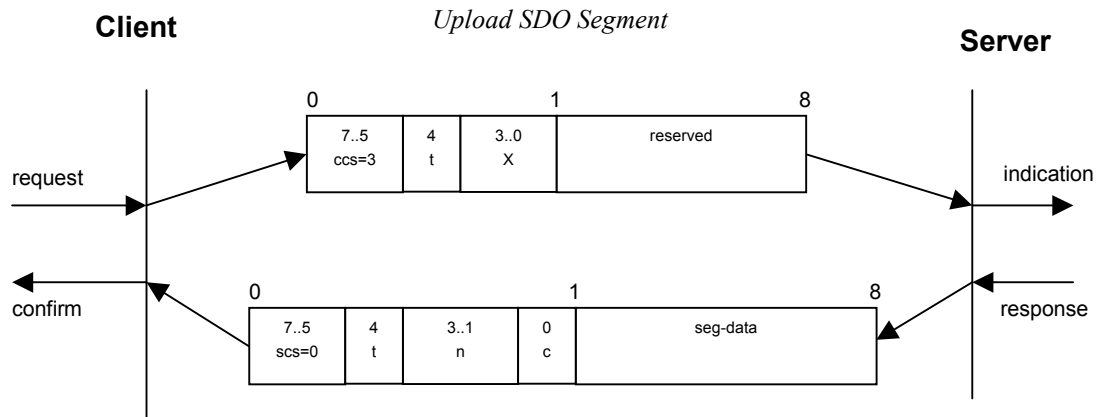 Upload SDO Segment
Client
Server
0 1 8
7..5 4 3..0 reserved
ccs=3 t X
request
indication
confirm
response
0 1 8
7..5 4 3..1 0 seg-data
scs=0 t n c